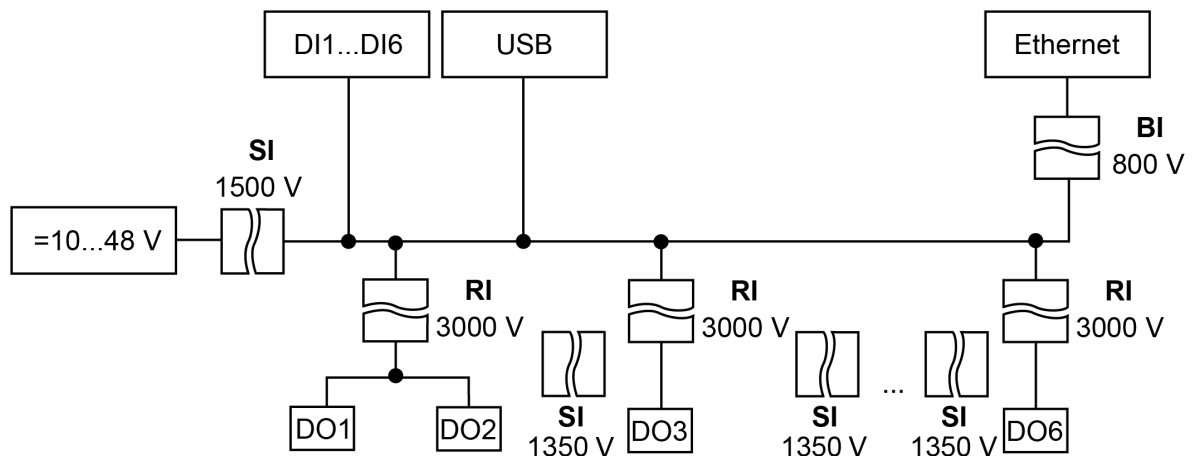 DI1...DI6
USB
Ethernet
SI
1500 V
BI
800 V
=10...48 V
RI
3000 V
RI
3000 V
RI
3000 V
...
DO1
DO2
SI
1350 V
DO3
SI
1350 V
SI
1350 V
DO6